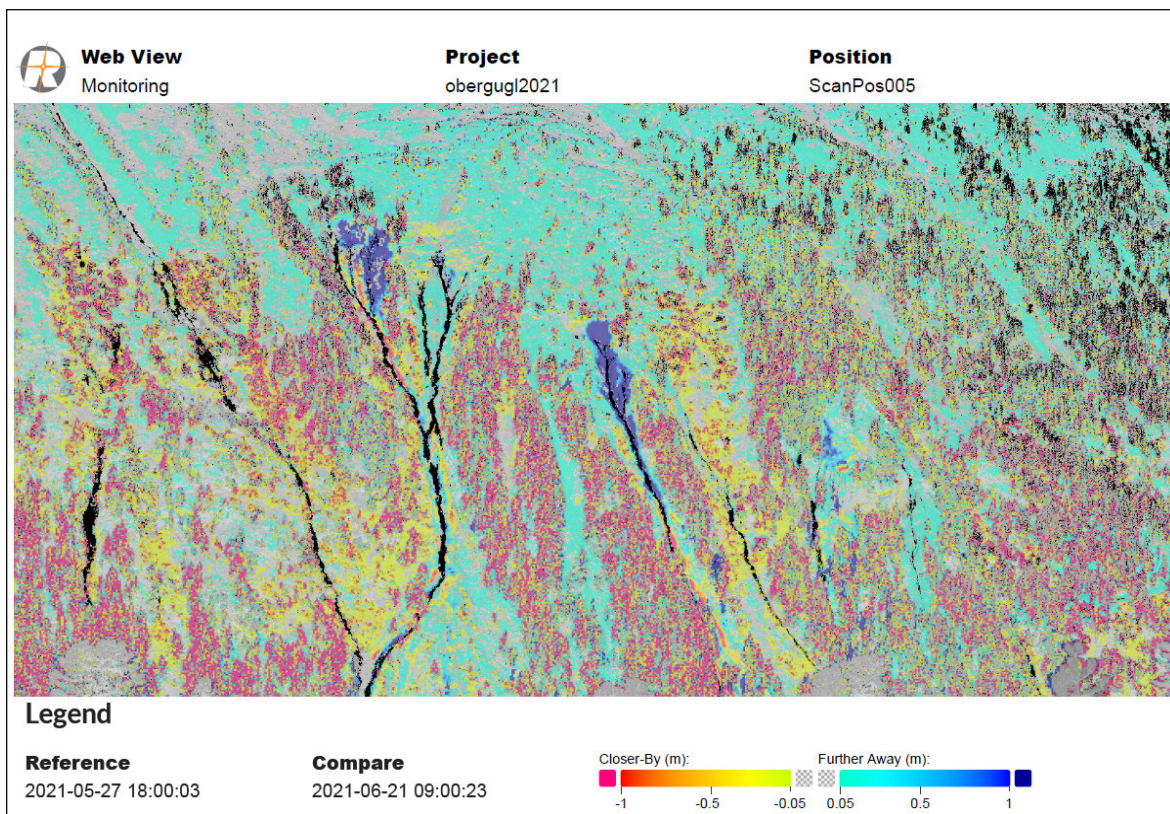 Web View
Monitoring
Project
obergugl2021
Position
ScanPos005
Legend
Reference
2021-05-27 18:00:03
Compare
2021-06-21 09:00:23
Closer-By (m):
-1 -0.5 -0.05
Further Away (m):
0.05 0.5 1